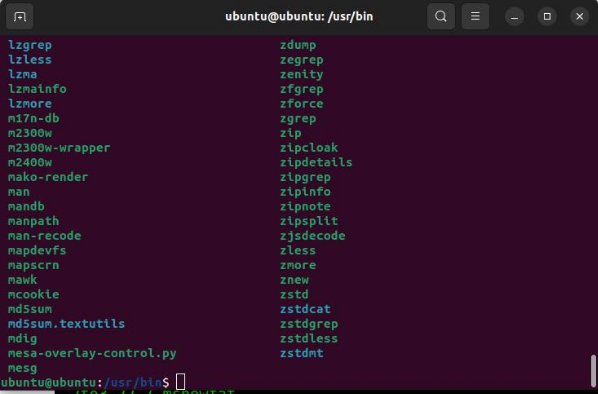 ubuntu@ubuntu: /usr/bin
lzgrep zdump
lzless zegrep
lzma zenity
lzmainfo zfgrep
lzmore zforce
m17n-db zgrep
m2300w zip
m2300w-wrapper zipcloak
m2400w zipdetails
mako-render zipgrep
man zipinfo
mandb zipnote
manpath zipsplit
man-recode zjsdecode
mapdevfs zless
mapscrn zmore
mawk znew
mcookie zstd
md5sum zstdcat
md5sum.textutils zstdgrep
mdig zstdless
mesa-overlay-control.py zstdmt
mesg
ubuntu@ubuntu:/usr/bin$